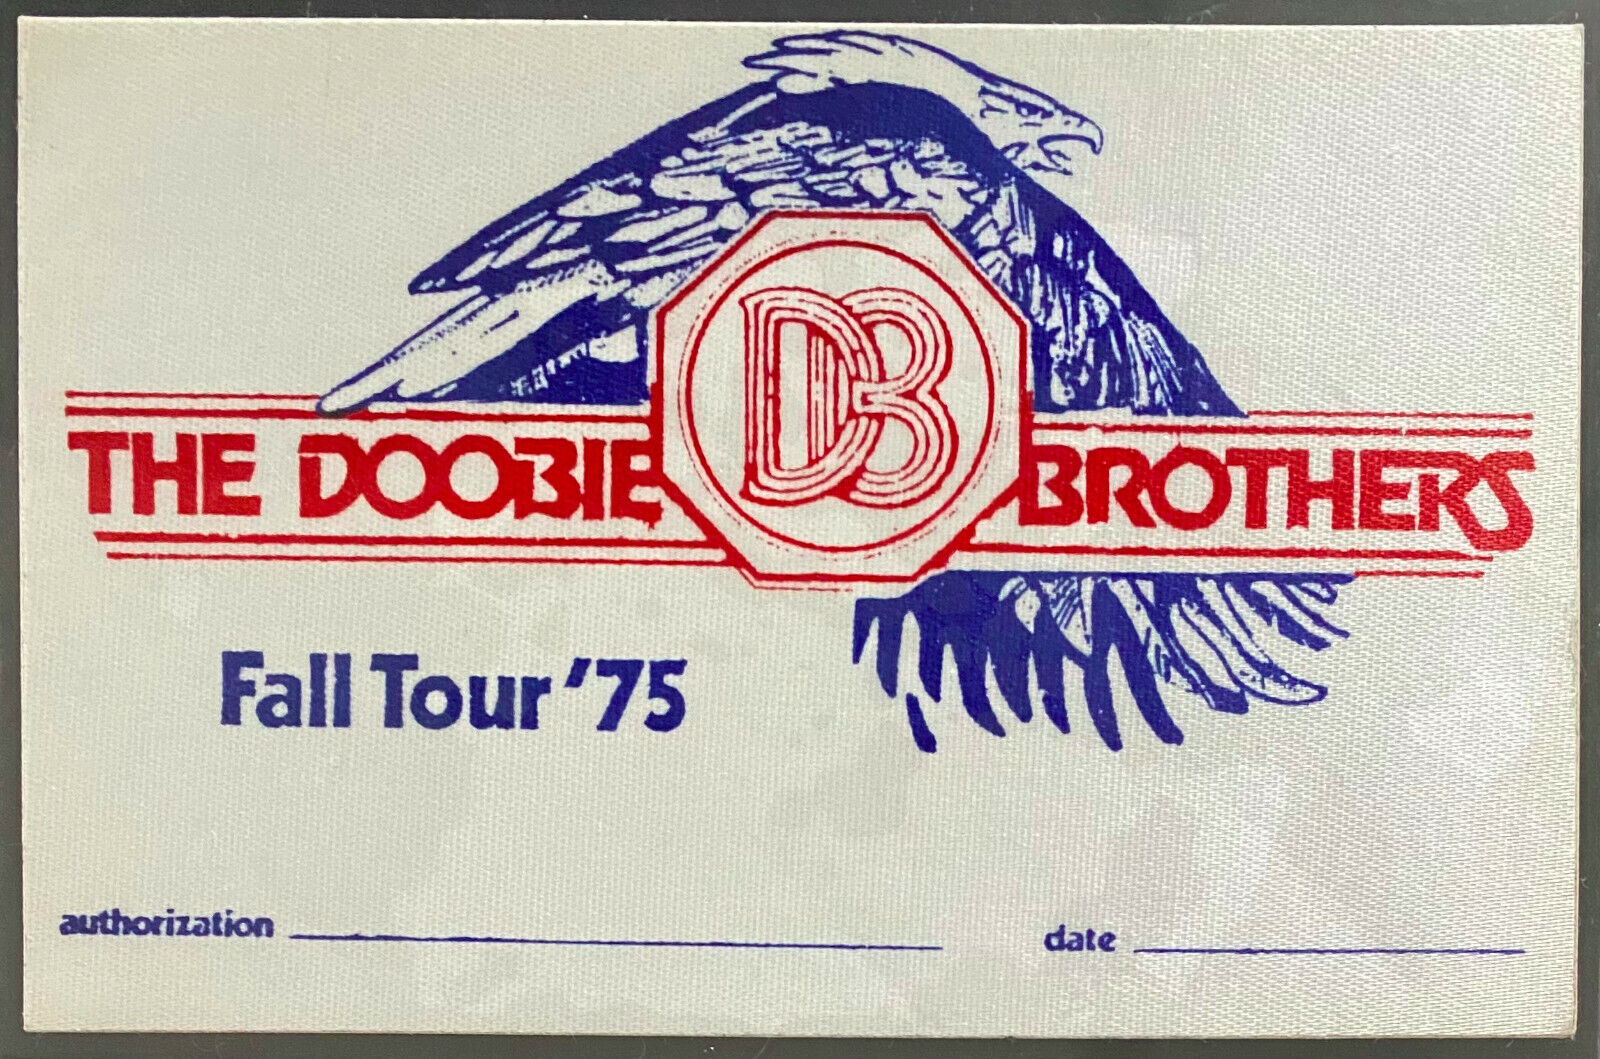 THE DOOBIE DB BROTHERS
Fall Tour '75
authorization
date